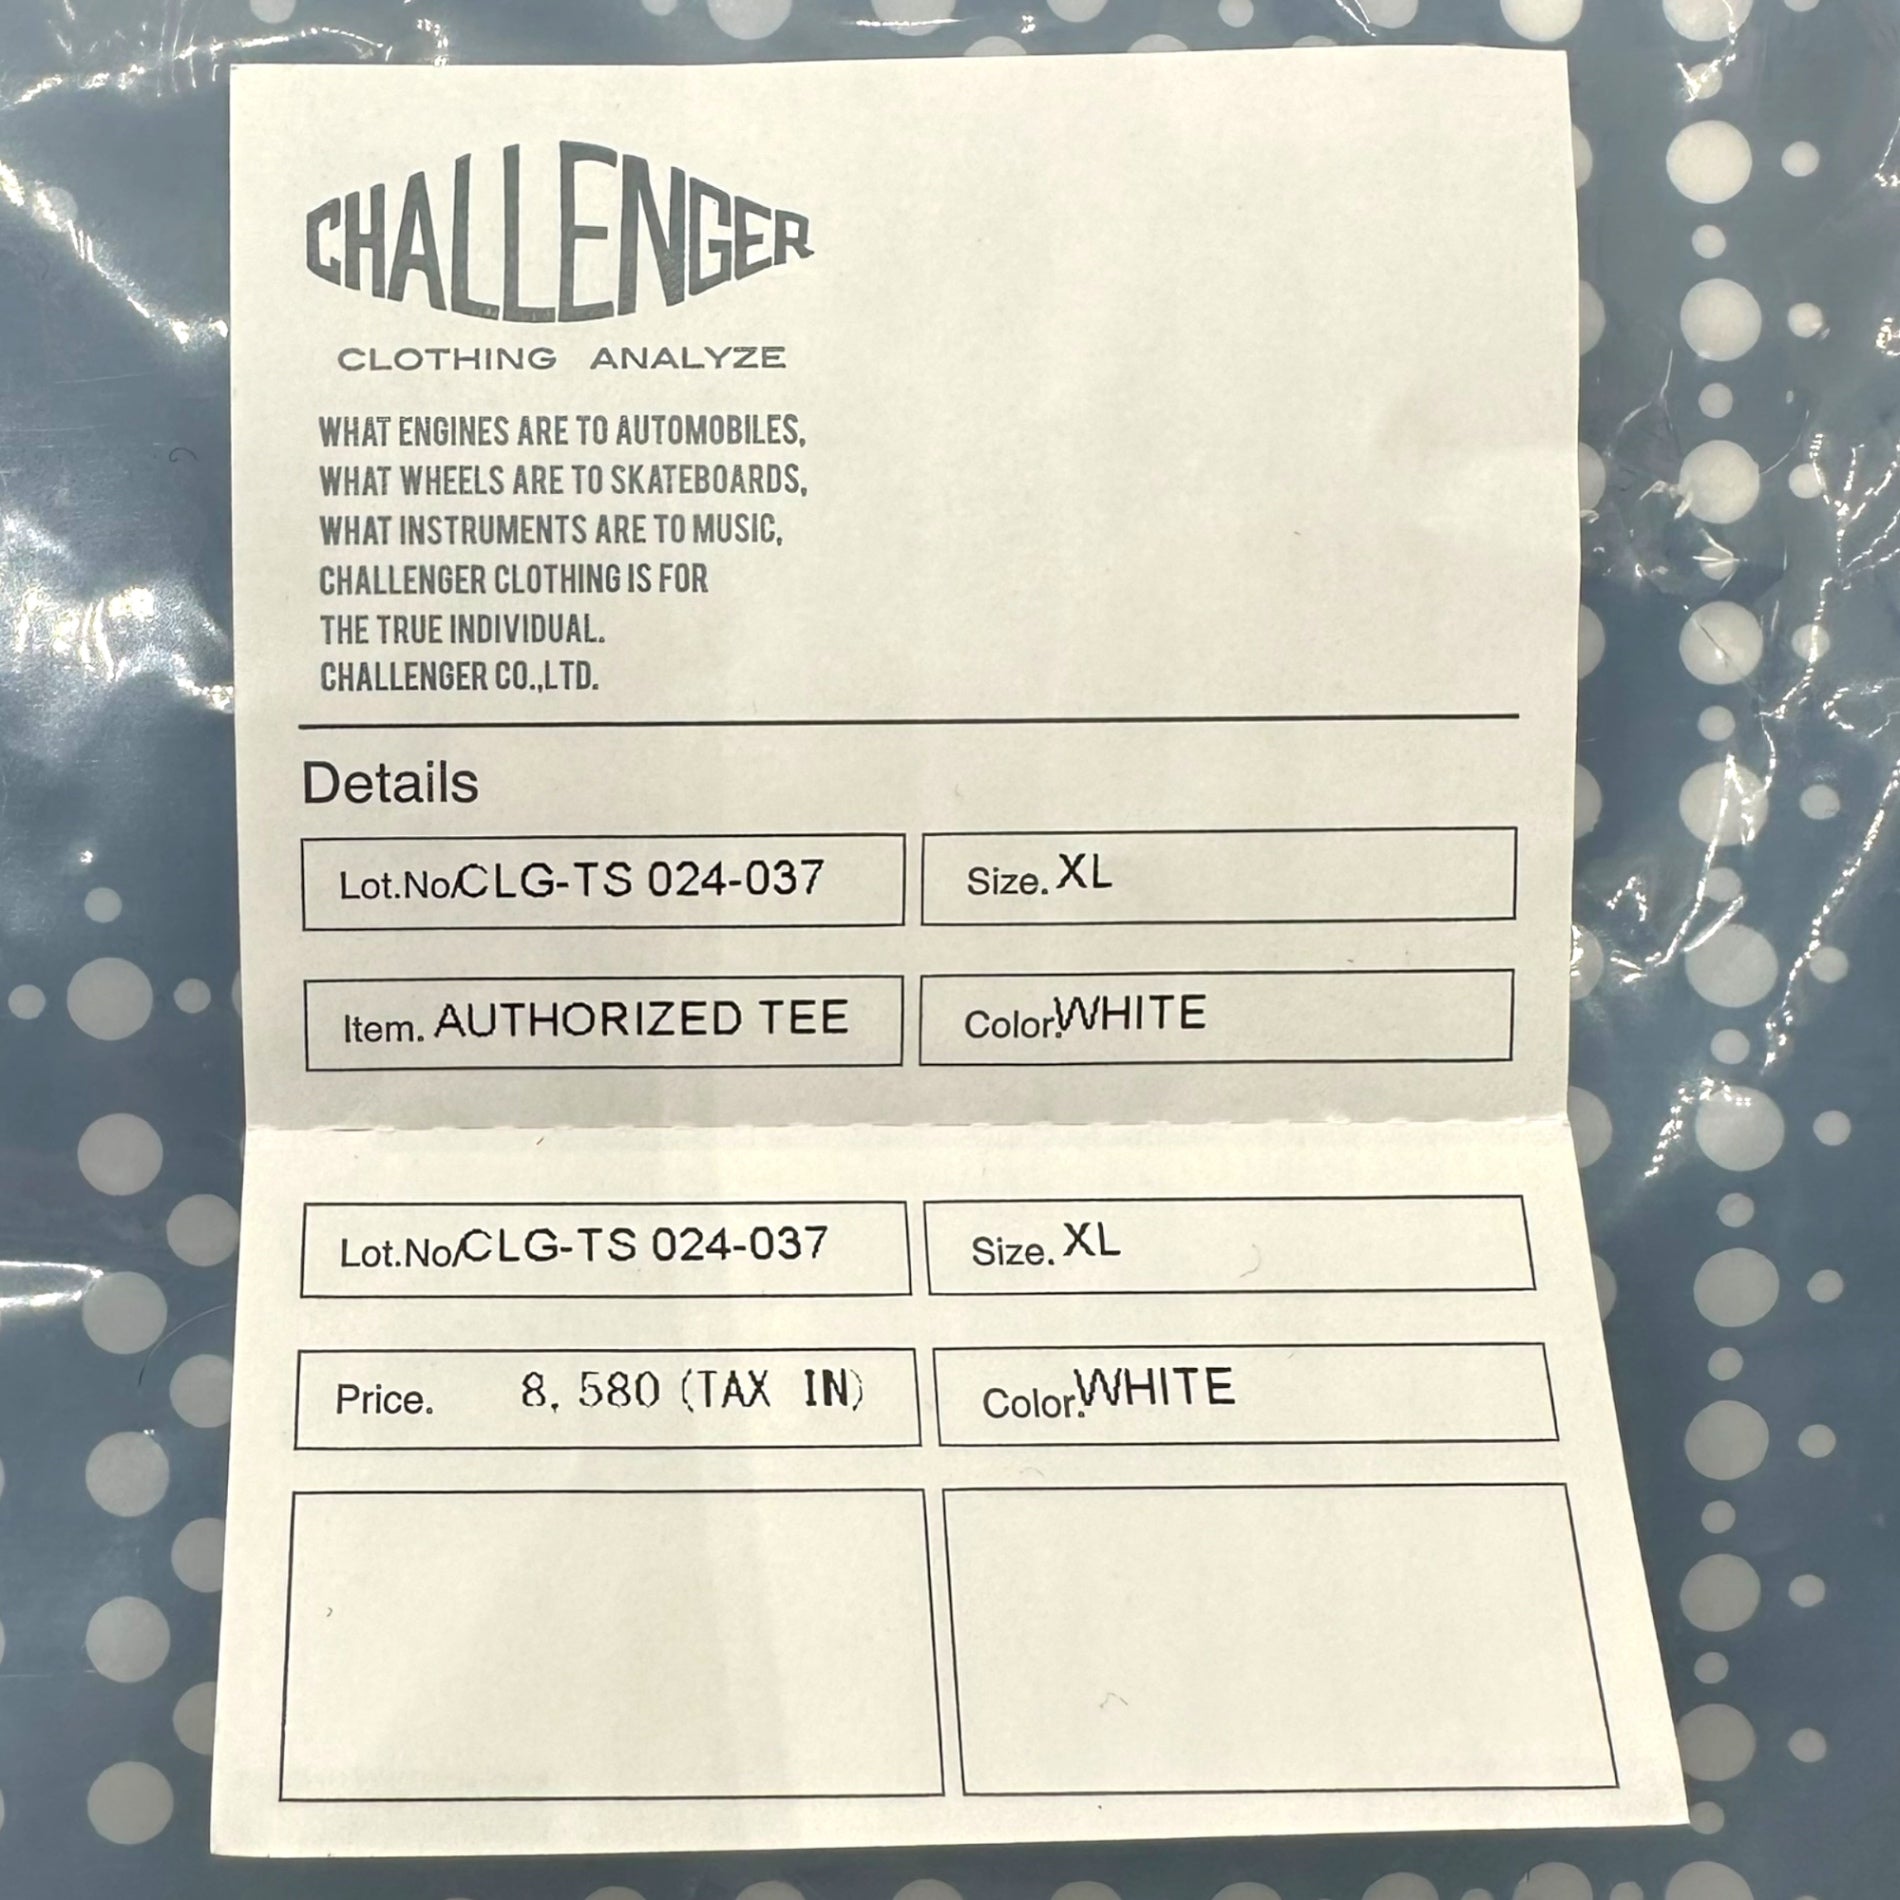 CHALLENGER
CLOTHING ANALYZE
WHAT ENGINES ARE TO AUTOMOBILES,
WHAT WHEELS ARE TO SKATEBOARDS,
WHAT INSTRUMENTS ARE TO MUSIC,
CHALLENGER CLOTHING IS FOR
THE TRUE INDIVIDUAL.
CHALLENGER CO.,LTD.
Details
Lot.No/CLG-TS 024-037 Size. XL
Item. AUTHORIZED TEE Color.WHITE
Lot.No/CLG-TS 024-037 Size. XL
Price. 8, 580 (TAX IN) Color.WHITE